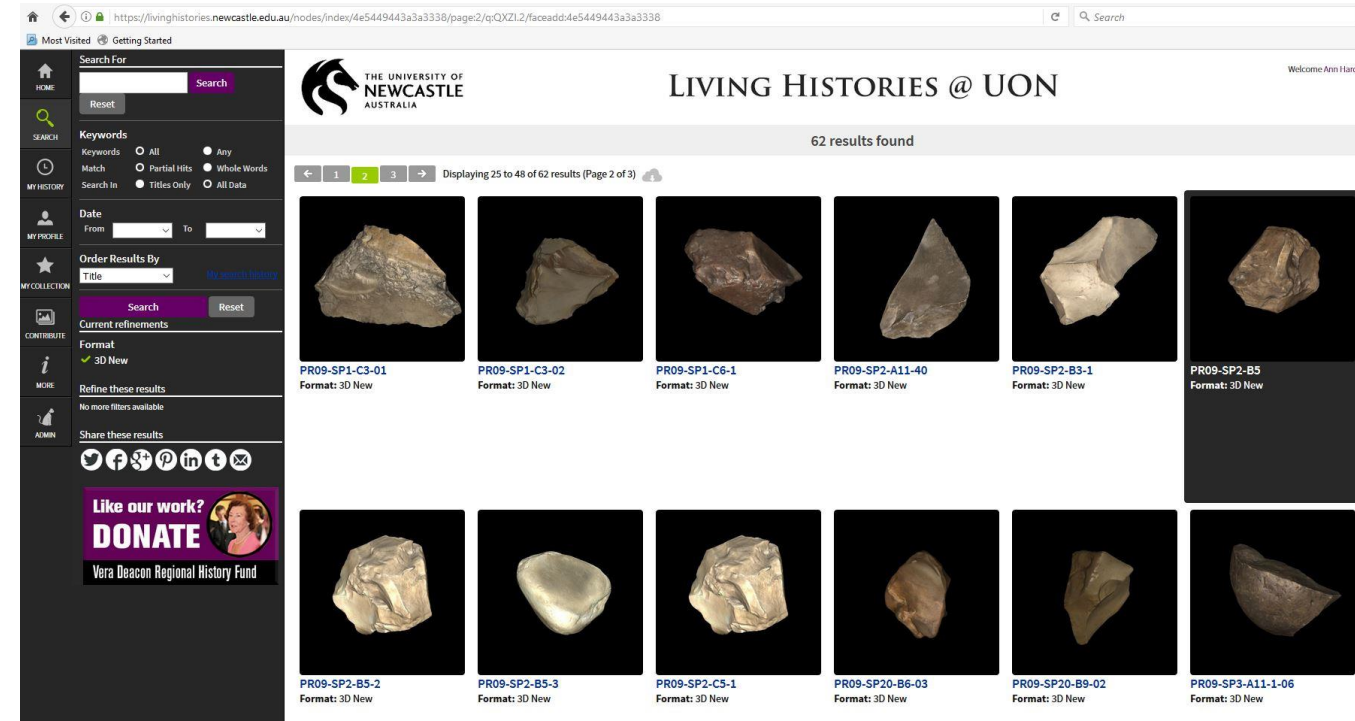 https://livinghistories.newcastle.edu.au/nodes/index/4e5449443a3a3338/page:2/q:QXZI.2/faceadd:4e5449443a3a3338
Search
Most Visited Getting Started
HOME
SEARCH
MY HISTORY
MY PROFILE
MY COLLECTION
CONTRIBUTE
MORE
ADMIN
Search For
Search
Reset
Keywords
Keywords All Any
Match Partial Hits Whole Words
Search In Titles Only All Data
Date
From To
Order Results By
Title My search history
Search Reset
Current refinements
Format
3D New
Refine these results
No more filters available
Share these results
Like our work?
DONATE
Vera Deacon Regional History Fund
THE UNIVERSITY OF
NEWCASTLE
AUSTRALIA
LIVING HISTORIES @ UON
Welcome Ann Hard
62 results found
1 2 3 Displaying 25 to 48 of 62 results (Page 2 of 3)
PR09-SP1-C3-01 PR09-SP1-C3-02 PR09-SP1-C6-1 PR09-SP2-A11-40 PR09-SP2-B3-1 PR09-SP2-B5
Format: 3D New Format: 3D New Format: 3D New Format: 3D New Format: 3D New Format: 3D New
PR09-SP2-B5-2 PR09-SP2-B5-3 PR09-SP2-C5-1 PR09-SP20-B6-03 PR09-SP20-B9-02 PR09-SP3-A11-1-06
Format: 3D New Format: 3D New Format: 3D New Format: 3D New Format: 3D New Format: 3D New